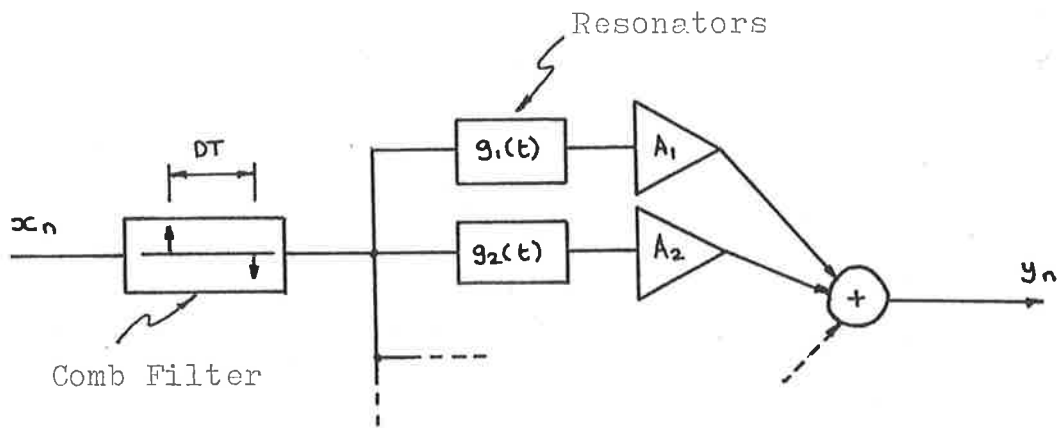 Resonators
DT
g₁(t)
A₁
xₙ
g₂(t)
A₂
yₙ
+
Comb Filter